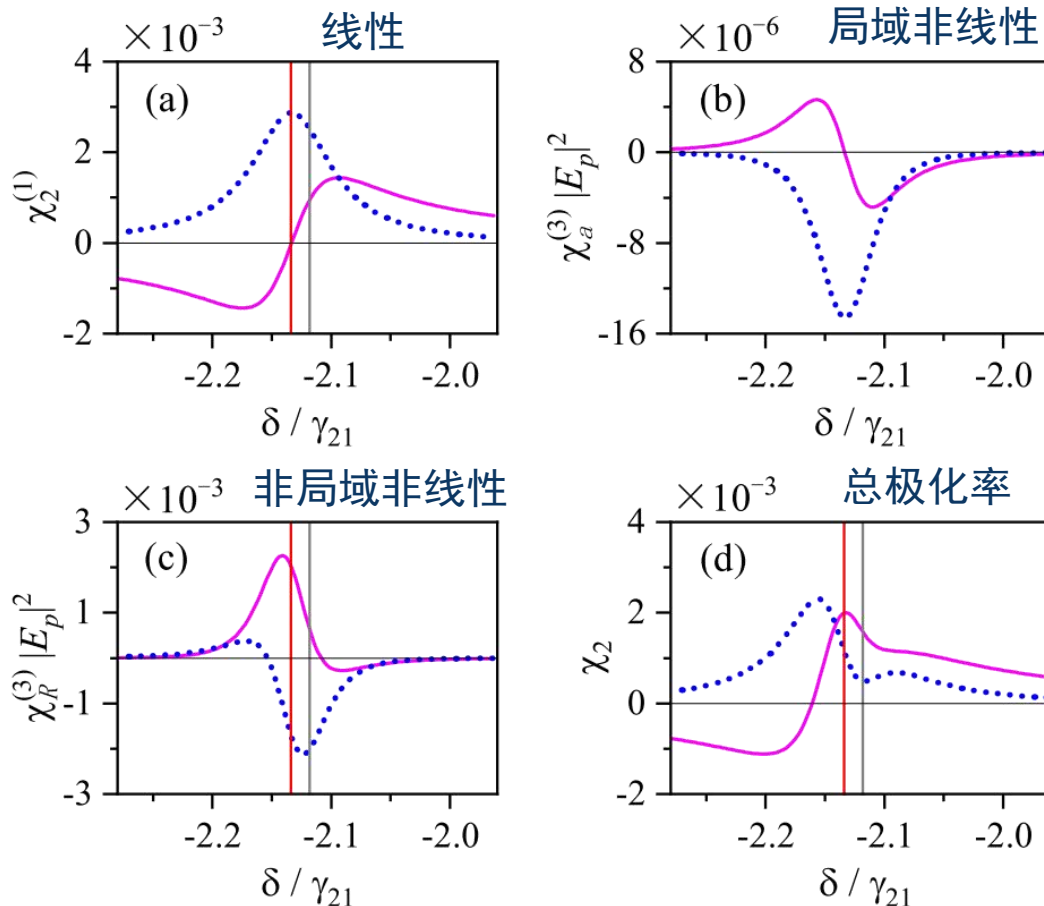 ×10⁻³ 线性
(a)
4
2
0
-2
χ₂⁽¹⁾
-2.2 -2.1 -2.0
δ / γ₂₁
×10⁻⁶ 局域非线性
(b)
8
0
-8
-16
χₐ⁽³⁾ |Eₚ|²
-2.2 -2.1 -2.0
δ / γ₂₁
×10⁻³ 非局域非线性
(c)
3
1
-1
-3
χ_R⁽³⁾ |Eₚ|²
-2.2 -2.1 -2.0
δ / γ₂₁
×10⁻³ 总极化率
(d)
4
2
0
-2
χ₂
-2.2 -2.1 -2.0
δ / γ₂₁